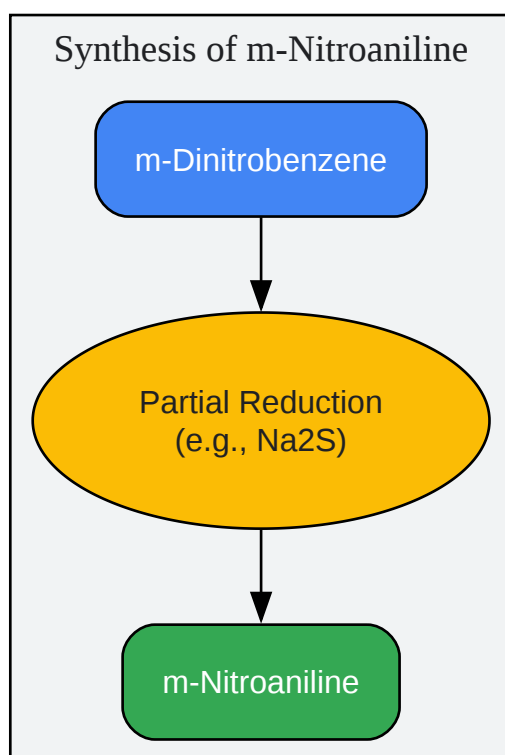 Synthesis of m-Nitroaniline
m-Dinitrobenzene
Partial Reduction
(e.g., Na2S)
m-Nitroaniline